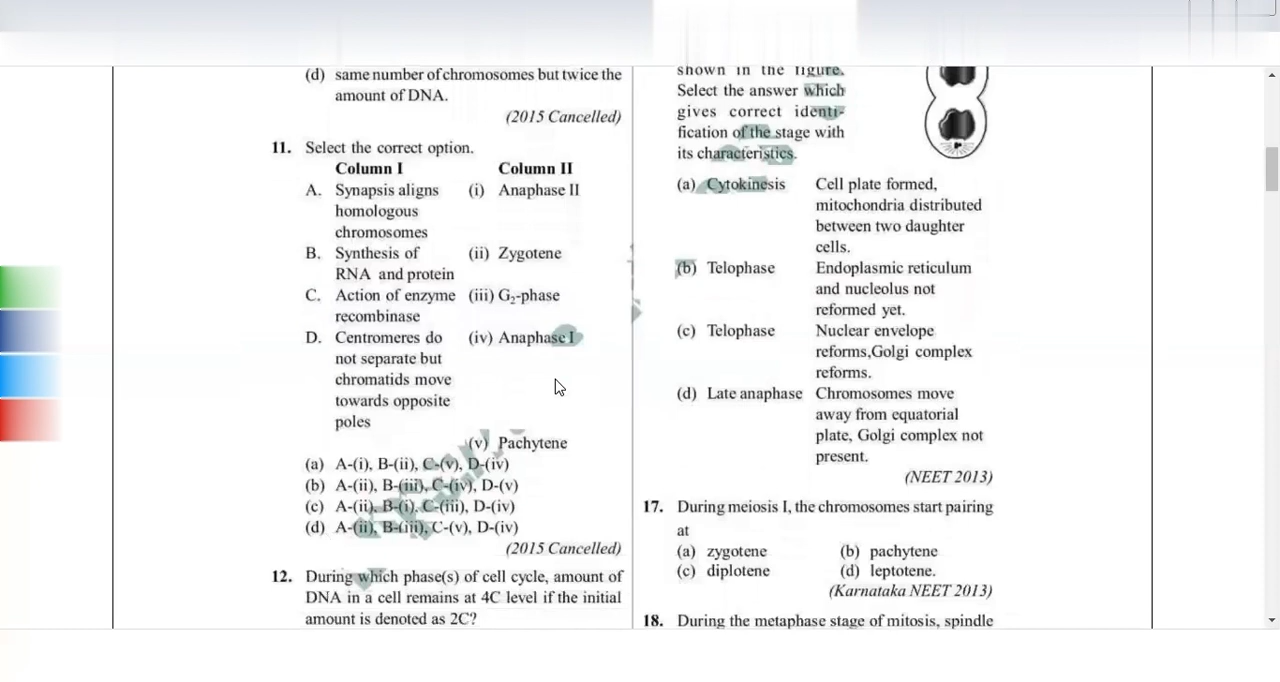 (d) same number of chromosomes but twice the
amount of DNA.
(2015 Cancelled)
11. Select the correct option.
Column I Column II
A. Synapsis aligns (i) Anaphase II
homologous
chromosomes
B. Synthesis of (ii) Zygotene
RNA and protein
C. Action of enzyme (iii) G₂-phase
recombinase
D. Centromeres do (iv) Anaphase I
not separate but
chromatids move
towards opposite
poles
(v) Pachytene
(a) A-(i), B-(ii), C-(v), D-(iv)
(b) A-(ii), B-(iii), C-(iv), D-(v)
(c) A-(ii), B-(i), C-(iii), D-(iv)
(d) A-(ii), B-(iii), C-(v), D-(iv)
(2015 Cancelled)
12. During which phase(s) of cell cycle, amount of
DNA in a cell remains at 4C level if the initial
amount is denoted as 2C?
shown in the figure.
Select the answer which
gives correct identi-
fication of the stage with
its characteristics.
(a) Cytokinesis Cell plate formed,
mitochondria distributed
between two daughter
cells.
(b) Telophase Endoplasmic reticulum
and nucleolus not
reformed yet.
(c) Telophase Nuclear envelope
reforms,Golgi complex
reforms.
(d) Late anaphase Chromosomes move
away from equatorial
plate, Golgi complex not
present.
(NEET 2013)
17. During meiosis I, the chromosomes start pairing
at
(a) zygotene (b) pachytene
(c) diplotene (d) leptotene.
(Karnataka NEET 2013)
18. During the metaphase stage of mitosis, spindle